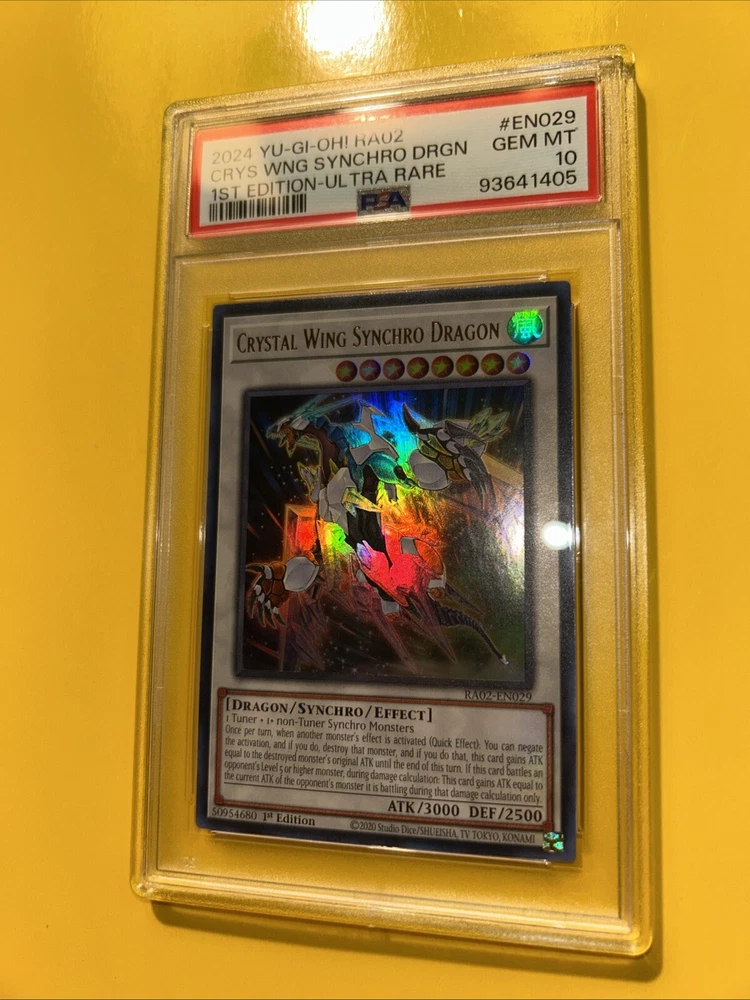 2024 YU-GI-OH! RA02 #EN029
CRYS WNG SYNCHRO DRGN GEM MT
1ST EDITION-ULTRA RARE 10
PSA 93641405
CRYSTAL WING SYNCHRO DRAGON
WIND
風
RA02-EN029
[DRAGON/SYNCHRO/EFFECT]
1 Tuner + 1+ non-Tuner Synchro Monsters
Once per turn, when another monster's effect is activated (Quick Effect): You can negate
the activation, and if you do, destroy that monster, and if you do that, this card gains ATK
equal to the destroyed monster's original ATK until the end of this turn. If this card battles an
opponent's Level 5 or higher monster, during damage calculation: This card gains ATK equal to
the current ATK of the opponent's monster it is battling during that damage calculation only.
ATK/3000 DEF/2500
50954680 1st Edition
©2020 Studio Dice/SHUEISHA, TV TOKYO, KONAMI